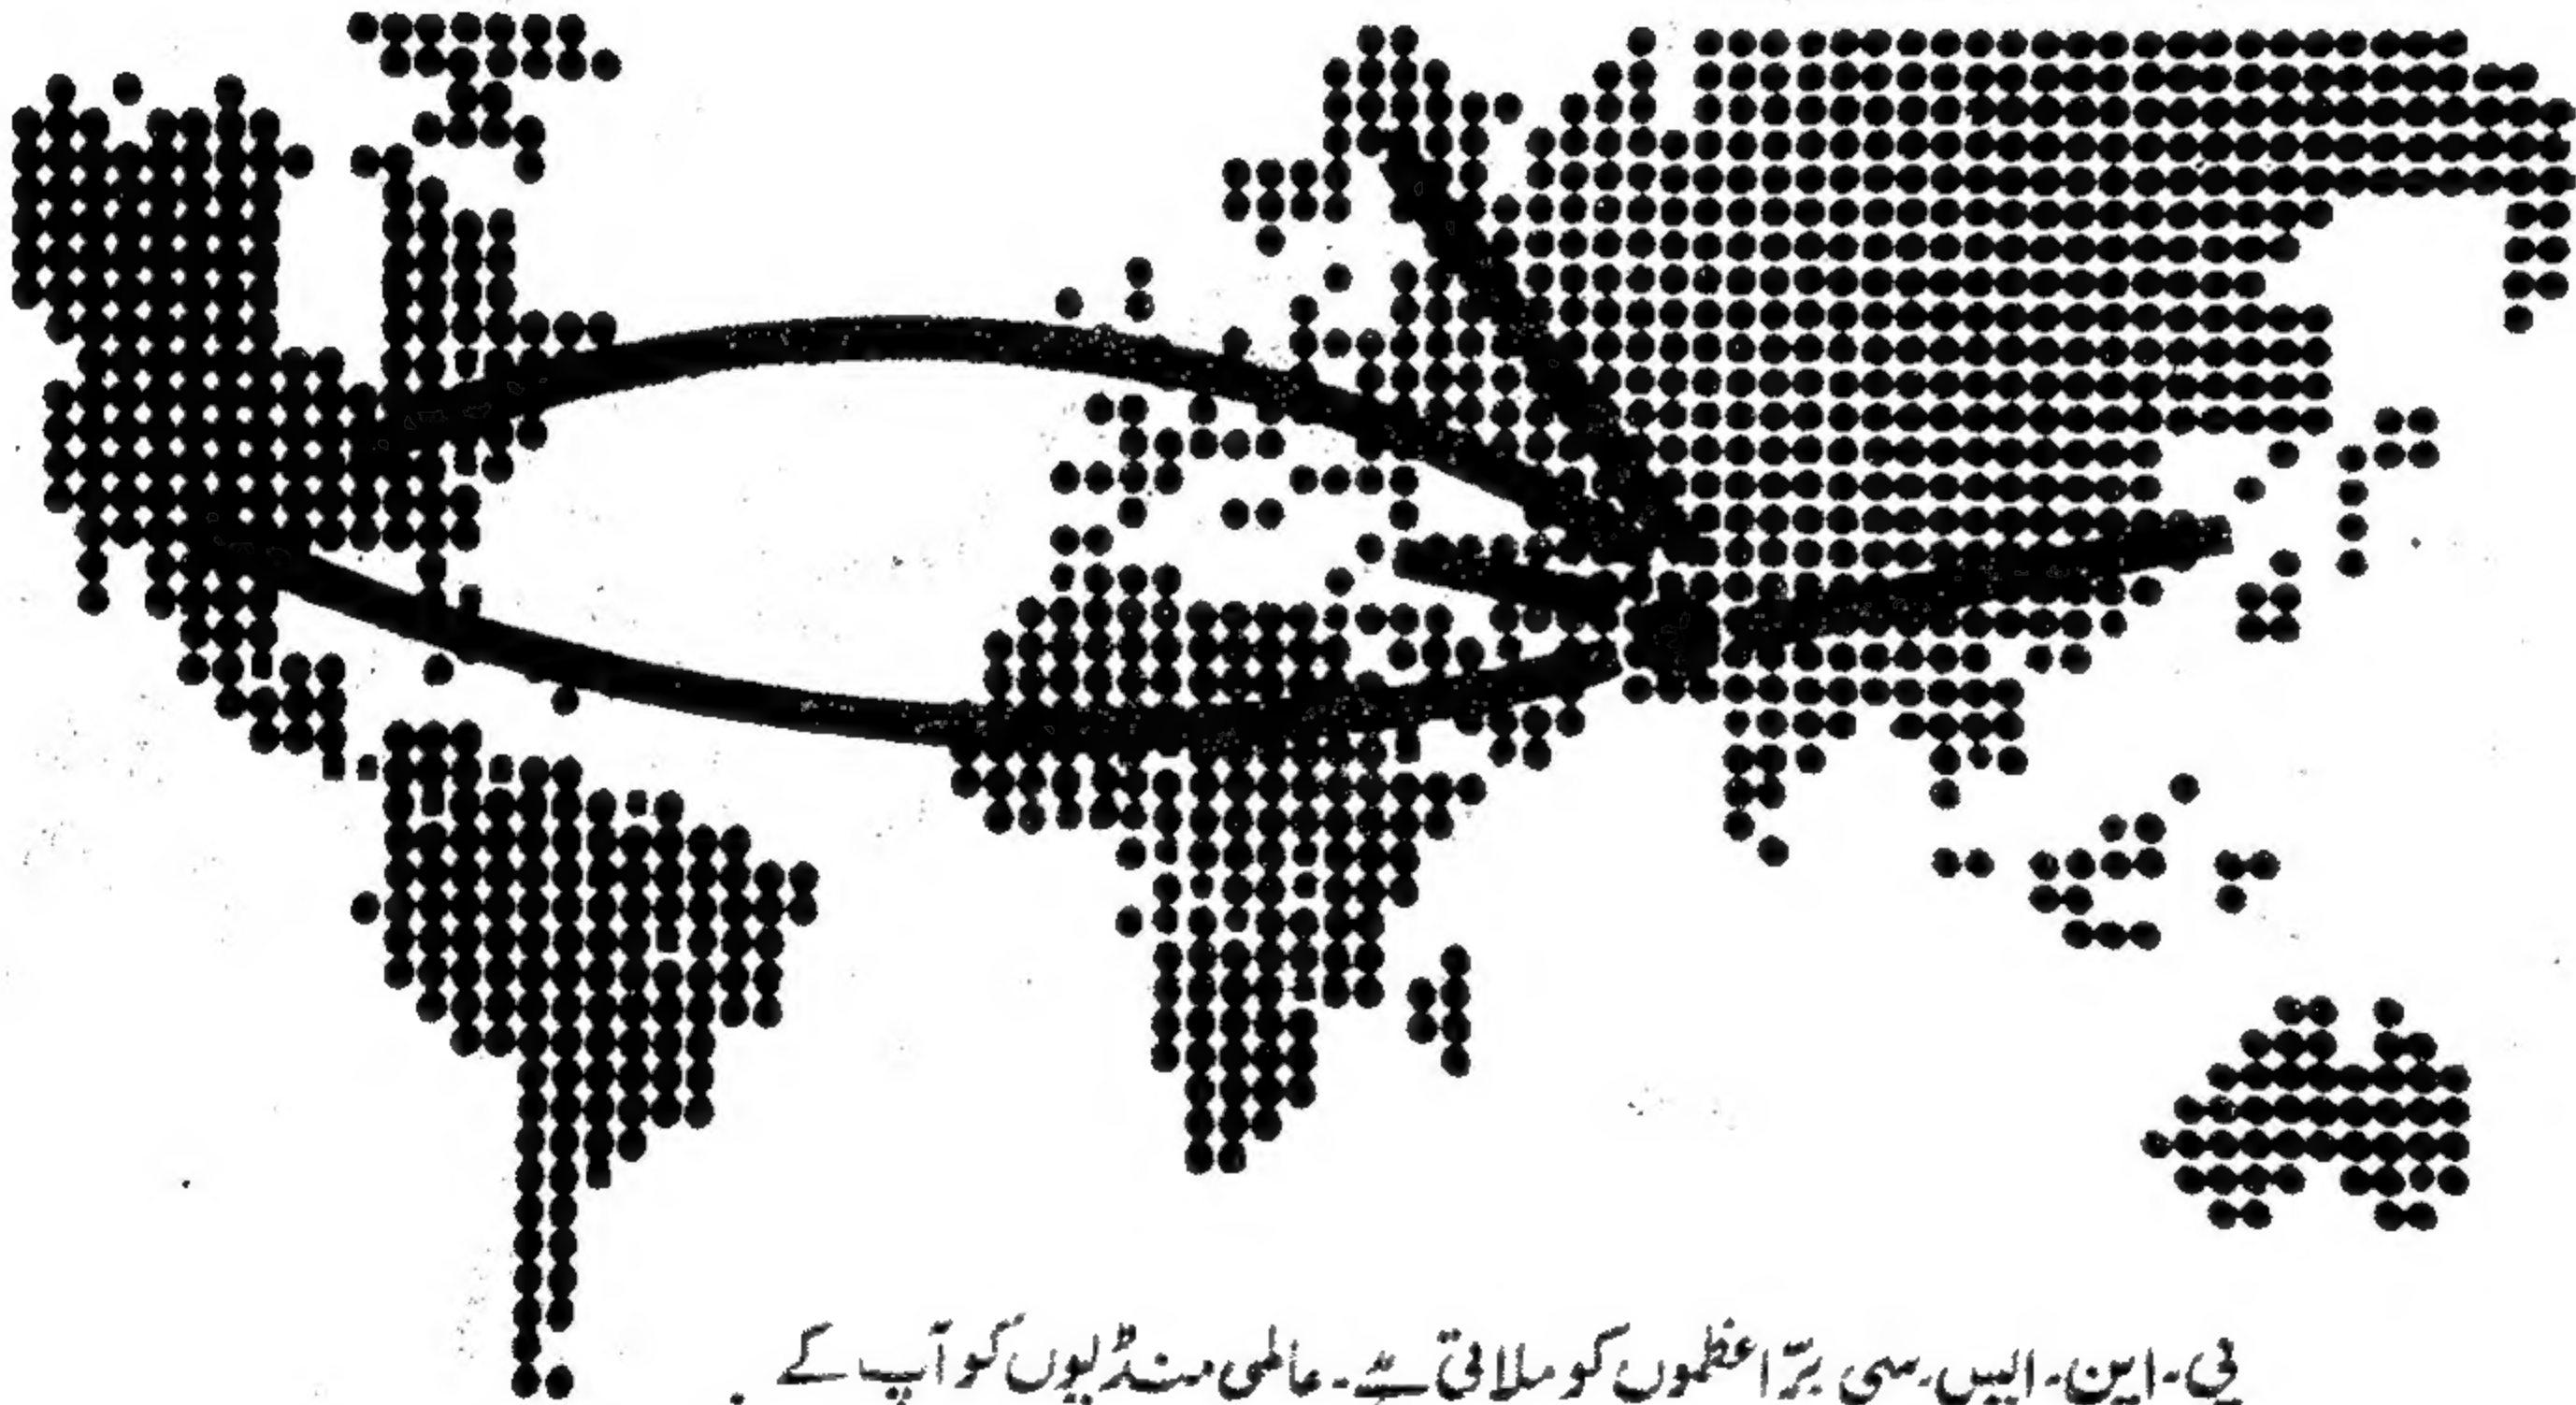 پی۔ این۔ ایس۔ سی برّاعظموں کو ملاتی ہے۔ عالمی منڈیوں کو آپ کے